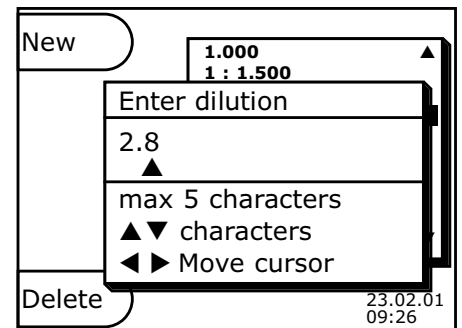 New
1.000
1 : 1.500
Enter dilution
2.8
▲
max 5 characters
▲▼ characters
◀ ▶ Move cursor
Delete
23.02.01
09:26